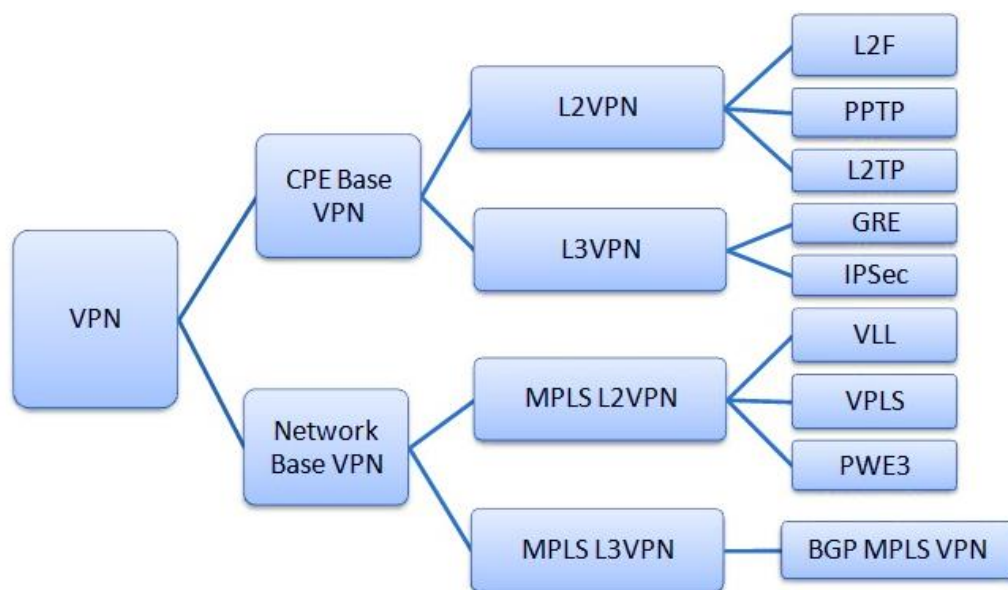 VPN
CPE Base
VPN
L2VPN
L2F
PPTP
L2TP
L3VPN
GRE
IPSec
Network
Base VPN
MPLS L2VPN
VLL
VPLS
PWE3
MPLS L3VPN
BGP MPLS VPN